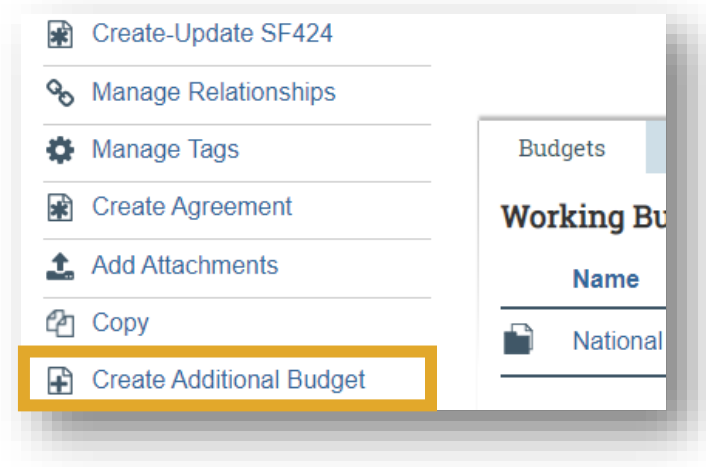 Create-Update SF424
Manage Relationships
Manage Tags
Create Agreement
Add Attachments
Copy
Create Additional Budget
Budgets
Working Bu
Name
National